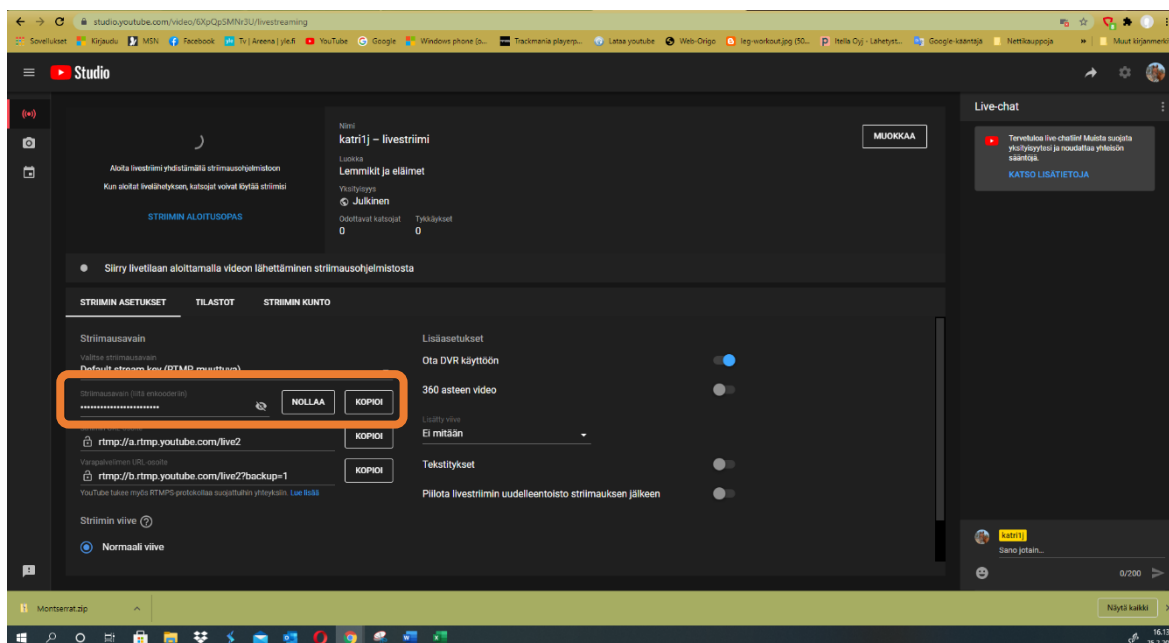 studio.youtube.com/video/6XpQpSMNr3U/livestreaming
Sovellukset Kirjaudu MSN Facebook Tv | Areena | yle.fi YouTube Google Windows phone (o... Trackmania playerp... Lataa youtube Web-Origo leg-workout.jpg (50... Itella Oyj - Lähetyst... Google-kääntäjä Nettikauppoja » Muut kirjanmerkit
Studio
Live-chat
Nimi
katri1j – livestriimi
MUOKKAA
Luokka
Lemmikit ja eläimet
Yksityisyys
Julkinen
Odottavat katsojat Tykkäykset
0 0
Aloita livestriimi yhdistämällä striimausohjelmistoon
Kun aloitat livelähetyksen, katsojat voivat löytää striimisi
STRIIMIN ALOITUSOPAS
Tervetuloa live-chatiin! Muista suojata
yksityisyytesi ja noudattaa yhteisön
sääntöjä.
KATSO LISÄTIETOJA
Siirry livetilaan aloittamalla videon lähettäminen striimausohjelmistosta
STRIIMIN ASETUKSET TILASTOT STRIIMIN KUNTO
Striimausavain
Valitse striimausavain
Default stream key (RTMP, muuttuva)
Striimausavain (liitä enkooderiin)
NOLLAA KOPIOI
rtmp://a.rtmp.youtube.com/live2
KOPIOI
Varapalvelimen URL-osoite
rtmp://b.rtmp.youtube.com/live2?backup=1
KOPIOI
YouTube tukee myös RTMPS-protokollaa suojattuihin yhteyksiin. Lue lisää
Striimin viive
Normaali viive
Lisäasetukset
Ota DVR käyttöön
360 asteen video
Lisätty viive
Ei mitään
Tekstitykset
Piilota livestriimin uudelleentoisto striimauksen jälkeen
katri1j
Sano jotain...
0/200
Montserrat.zip
Näytä kaikki
16.13